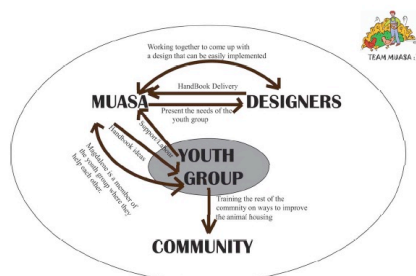 Working together to come up with
a design that can be easily implemented
TEAM MUASA
HandBook Delivery
MUASA
DESIGNERS
Present the needs of the
youth group
Support Labour
Handbook ideas
Magdalene is a member of
the youth group where they
help each other.
YOUTH
GROUP
Training the rest of the
community on ways to improve
the animal housing
COMMUNITY